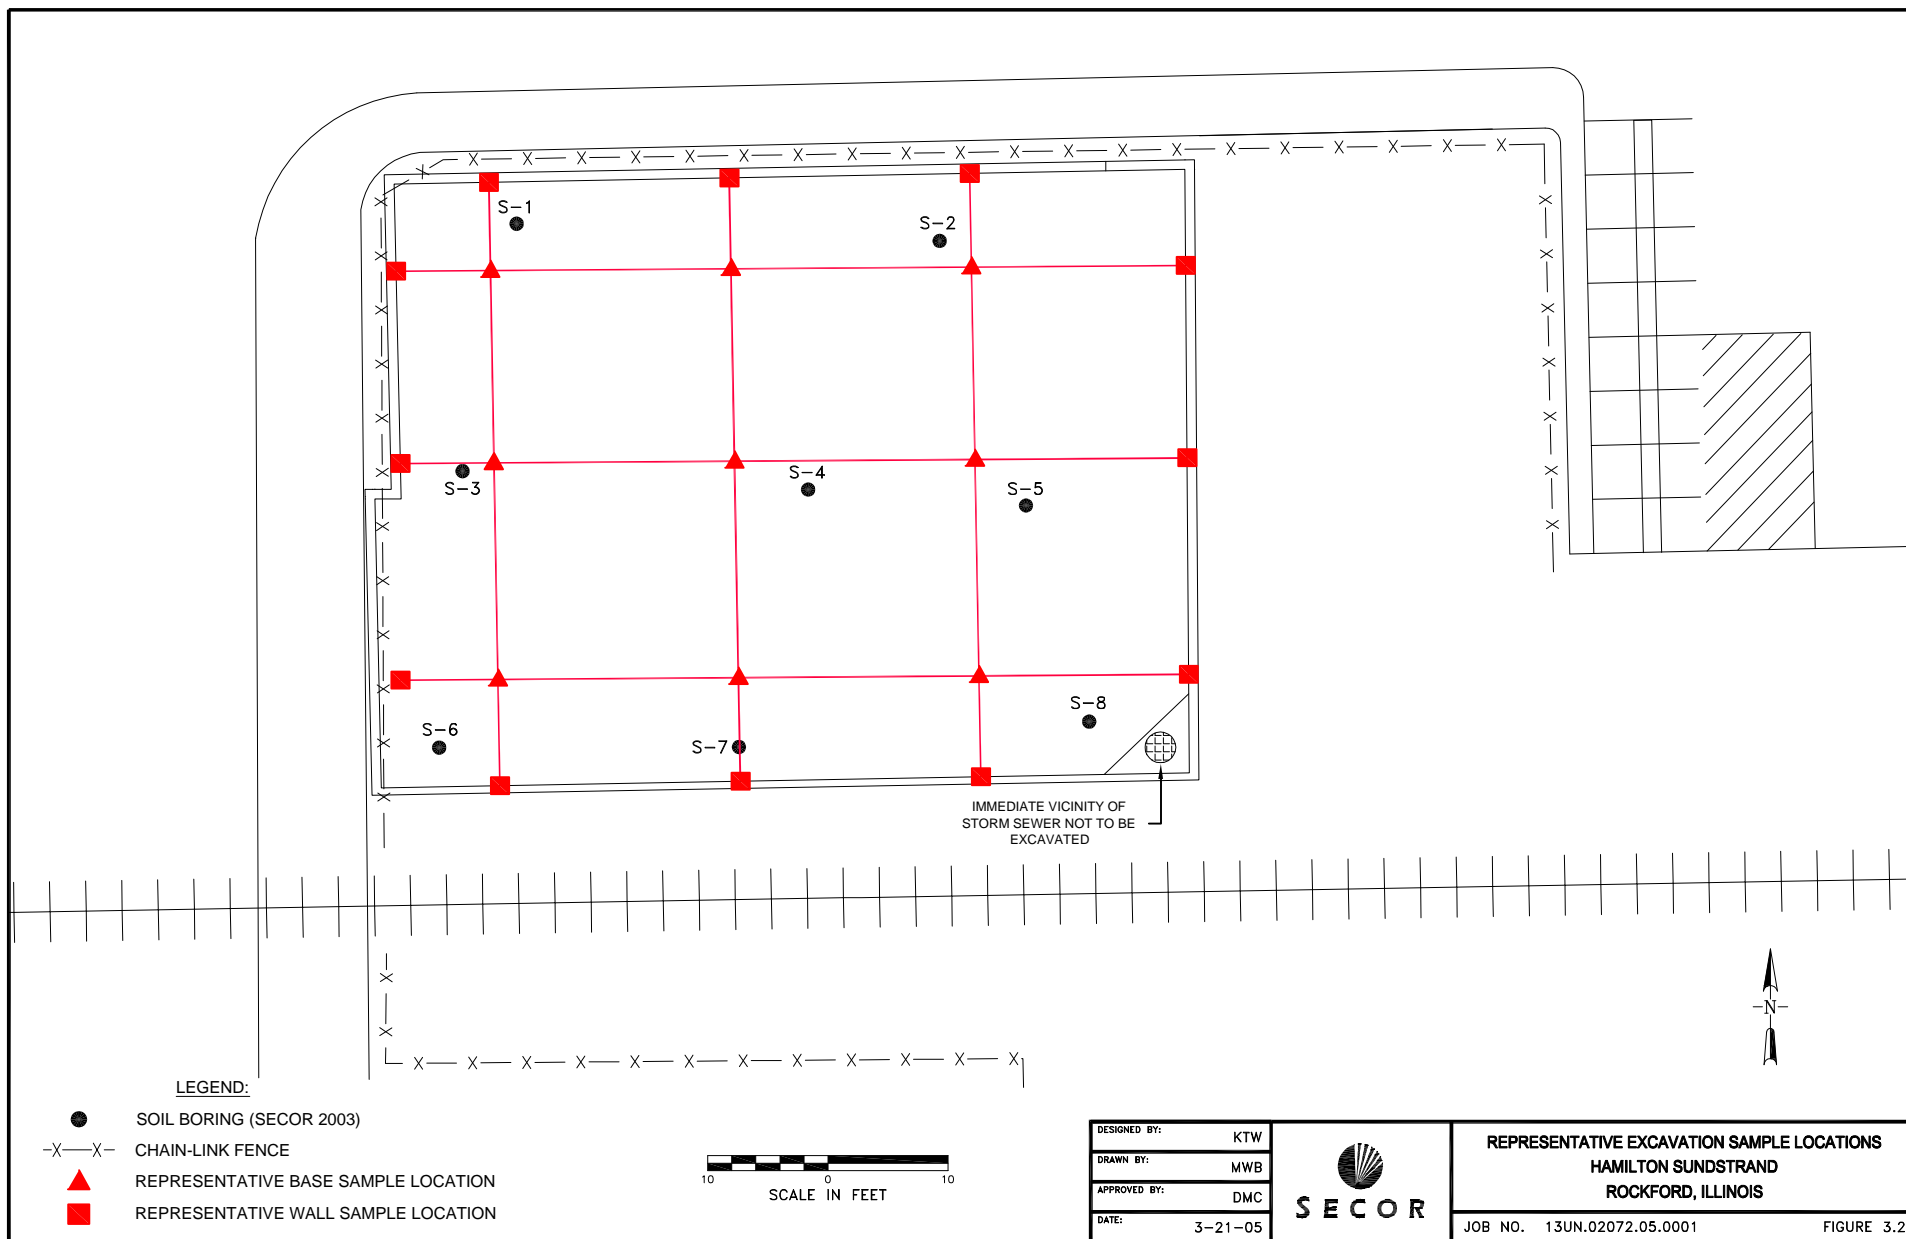 S-1
S-2
S-3
S-4
S-5
S-6
S-7
S-8
IMMEDIATE VICINITY OF
STORM SEWER NOT TO BE
EXCAVATED
N
LEGEND:
SOIL BORING (SECOR 2003)
-X——X- CHAIN-LINK FENCE
REPRESENTATIVE BASE SAMPLE LOCATION
REPRESENTATIVE WALL SAMPLE LOCATION
10 0 10
SCALE IN FEET
DESIGNED BY: KTW
DRAWN BY: MWB
APPROVED BY: DMC
DATE: 3-21-05
SECOR
REPRESENTATIVE EXCAVATION SAMPLE LOCATIONS
HAMILTON SUNDSTRAND
ROCKFORD, ILLINOIS
JOB NO. 13UN.02072.05.0001 FIGURE 3.2